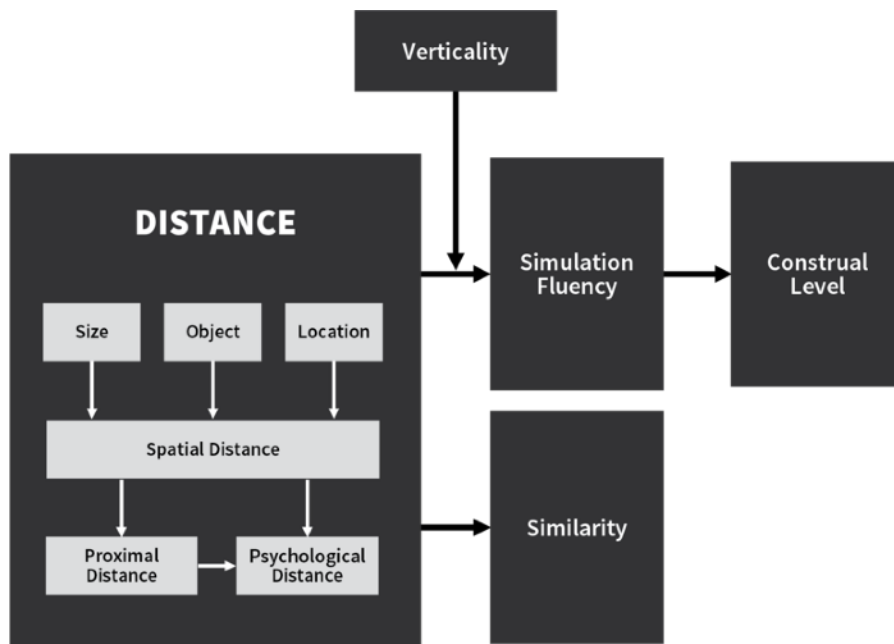 Verticality
DISTANCE
Size
Object
Location
Spatial Distance
Proximal
Distance
Psychological
Distance
Simulation
Fluency
Construal
Level
Similarity